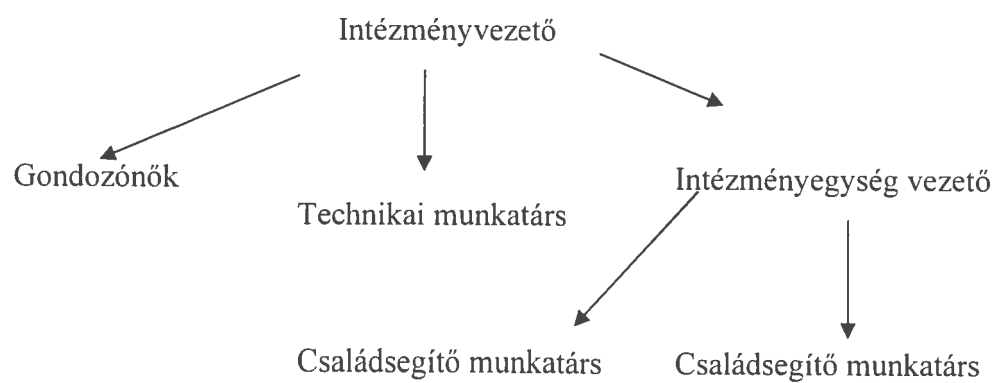 Intézményvezető
Gondozónők
Intézményegység vezető
Technikai munkatárs
Családsegítő munkatárs
Családsegítő munkatárs